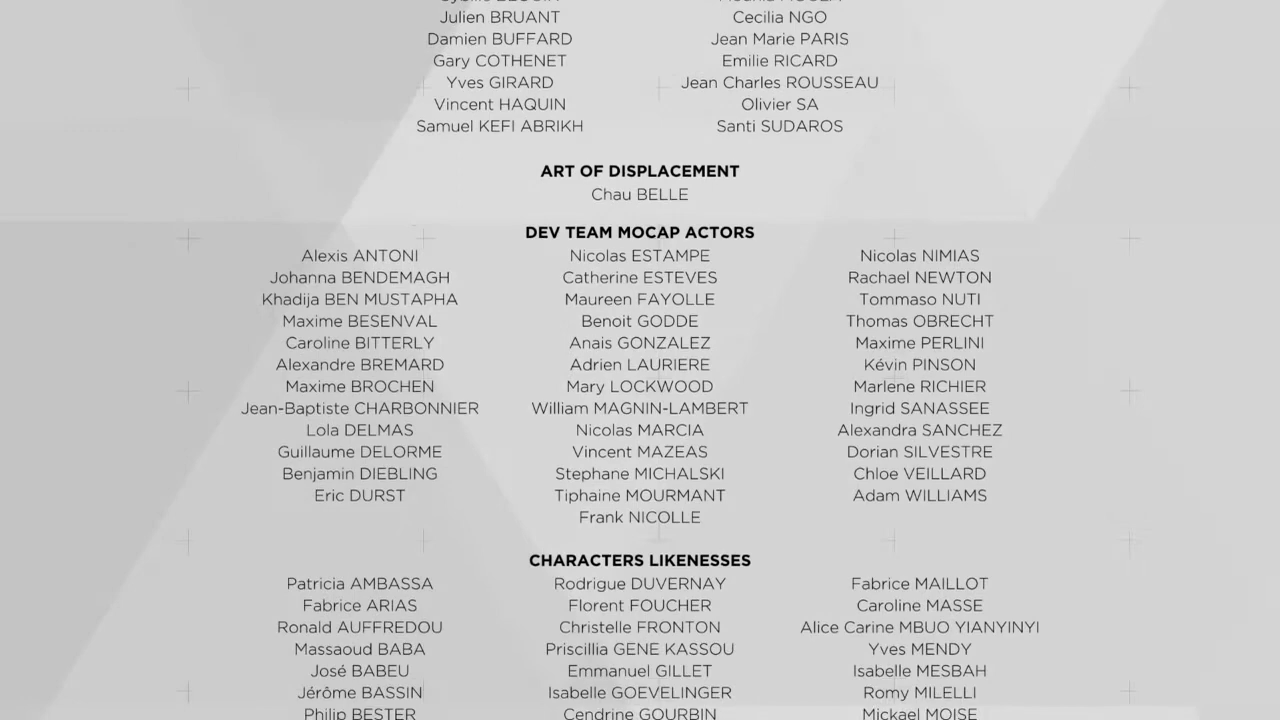 Julien BRUANT Cecilia NGO
Damien BUFFARD Jean Marie PARIS
Gary COTHENET Emilie RICARD
Yves GIRARD Jean Charles ROUSSEAU
Vincent HAQUIN Olivier SA
Samuel KEFI ABRIKH Santi SUDAROS
ART OF DISPLACEMENT
Chau BELLE
DEV TEAM MOCAP ACTORS
Alexis ANTONI Nicolas ESTAMPE Nicolas NIMIAS
Johanna BENDEMAGH Catherine ESTEVES Rachael NEWTON
Khadija BEN MUSTAPHA Maureen FAYOLLE Tommaso NUTI
Maxime BESENVAL Benoit GODDE Thomas OBRECHT
Caroline BITTERLY Anais GONZALEZ Maxime PERLINI
Alexandre BREMARD Adrien LAURIERE Kévin PINSON
Maxime BROCHEN Mary LOCKWOOD Marlene RICHIER
Jean-Baptiste CHARBONNIER William MAGNIN-LAMBERT Ingrid SANASSEE
Lola DELMAS Nicolas MARCIA Alexandra SANCHEZ
Guillaume DELORME Vincent MAZEAS Dorian SILVESTRE
Benjamin DIEBLING Stephane MICHALSKI Chloe VEILLARD
Eric DURST Tiphaine MOURMANT Adam WILLIAMS
Frank NICOLLE
CHARACTERS LIKENESSES
Patricia AMBASSA Rodrigue DUVERNAY Fabrice MAILLOT
Fabrice ARIAS Florent FOUCHER Caroline MASSE
Ronald AUFFREDOU Christelle FRONTON Alice Carine MBUO YIANYINYI
Massaoud BABA Priscillia GENE KASSOU Yves MENDY
José BABEU Emmanuel GILLET Isabelle MESBAH
Jérôme BASSIN Isabelle GOEVELINGER Romy MILELLI
Philip BESTER Cendrine GOURBIN Mickael MOISE